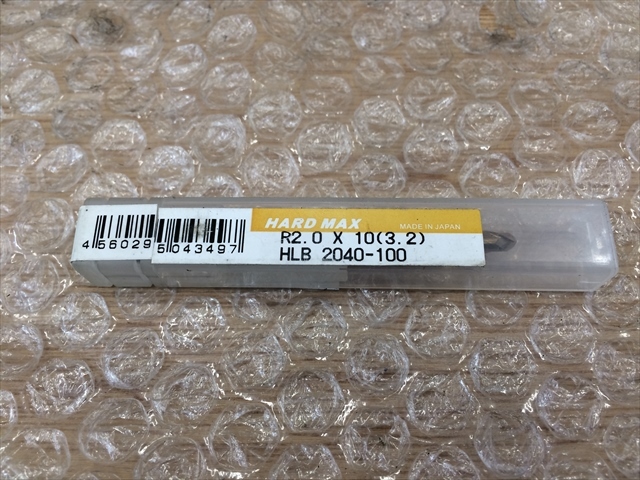 HARD MAX
MADE IN JAPAN
R2.0 X 10(3.2)
HLB 2040-100
4 560295 043497